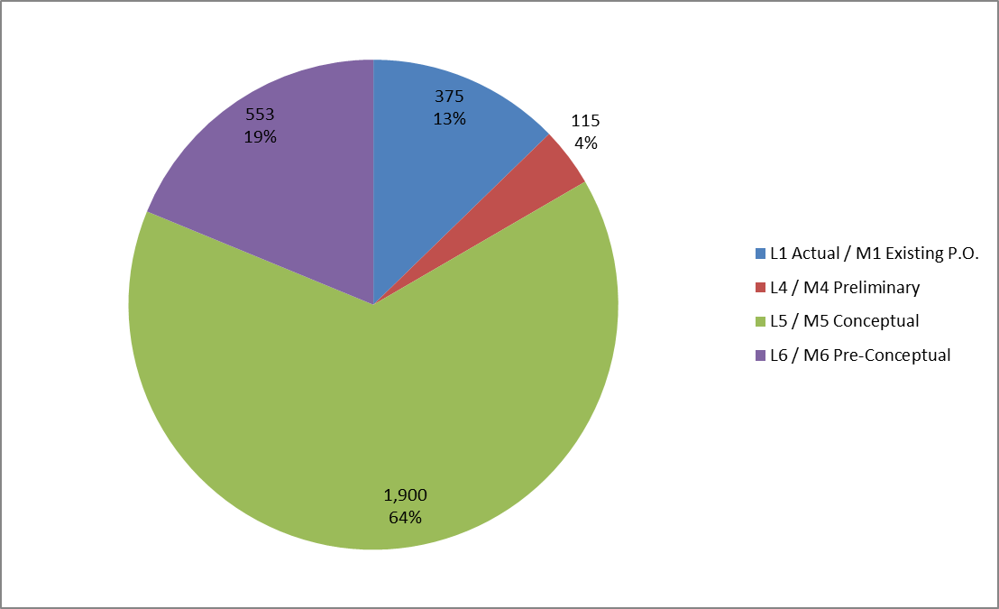 375
13%
115
4%
553
19%
1,900
64%
L1 Actual / M1 Existing P.O.
L4 / M4 Preliminary
L5 / M5 Conceptual
L6 / M6 Pre-Conceptual